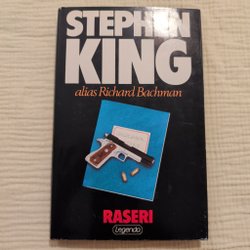 STEPHEN
KING
alias Richard Bachman
RASERI
Legenda